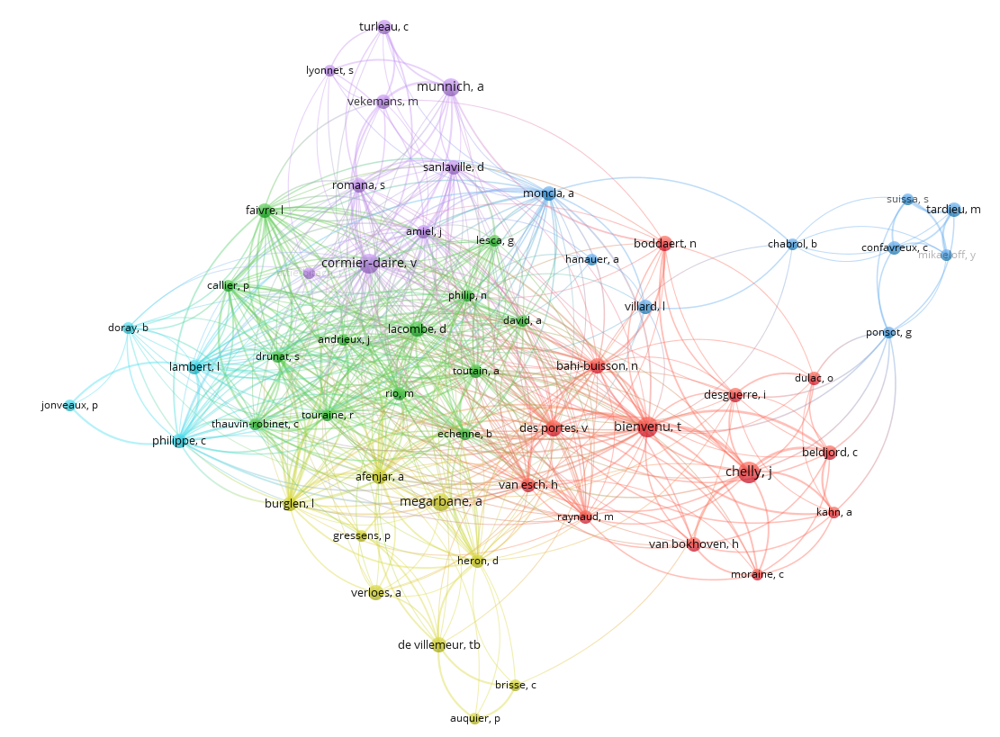 turleau, c
lyonnet, s
munnich, a
vekemans, m
sanlaville, d
romana, s
moncla, a
suissa, s
tardieu, m
faivre, l
amiel, j
lesca, g
boddaert, n
chabrol, b
confavreux, c
mikaeloff, y
hanauer, a
cormier-daire, v
callier, p
philip, n
villard, l
david, a
doray, b
lacombe, d
ponsot, g
andrieux, j
drunat, s
lambert, l
toutain, a
bahi-buisson, n
dulac, o
rio, m
desguerre, i
jonveaux, p
touraine, r
thauvin-robinet, c
philippe, c
echenne, b
des portes, v
bienvenu, t
beldjord, c
afenjar, a
van esch, h
chelly, j
burglen, l
megarbane, a
raynaud, m
kahn, a
gressens, p
heron, d
van bokhoven, h
moraine, c
verloes, a
de villemeur, tb
brisse, c
auquier, p